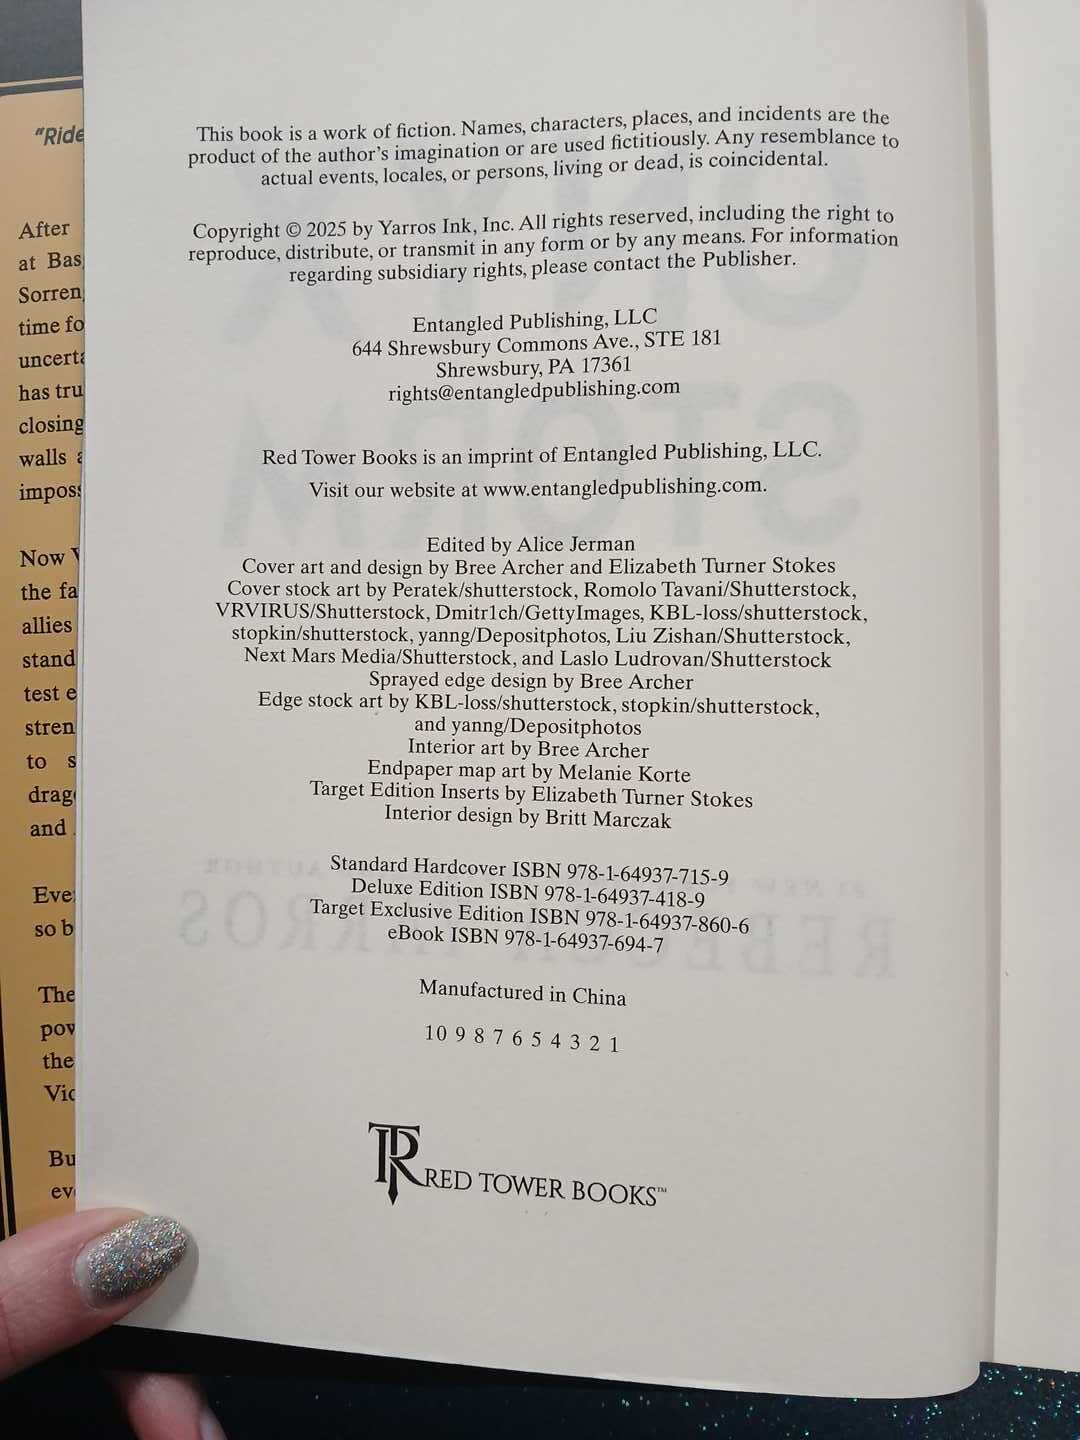 "Ride
After
at Bas
Sorren
time fo
uncerta
has tru
closing
walls a
imposs
Now V
the fa
allies
stand
test e
stren
to s
drag
and
Eve
so b
The
pow
the
Vio
Bu
ev
This book is a work of fiction. Names, characters, places, and incidents are the
product of the author's imagination or are used fictitiously. Any resemblance to
actual events, locales, or persons, living or dead, is coincidental.
Copyright © 2025 by Yarros Ink, Inc. All rights reserved, including the right to
reproduce, distribute, or transmit in any form or by any means. For information
regarding subsidiary rights, please contact the Publisher.
Entangled Publishing, LLC
644 Shrewsbury Commons Ave., STE 181
Shrewsbury, PA 17361
rights@entangledpublishing.com
Red Tower Books is an imprint of Entangled Publishing, LLC.
Visit our website at www.entangledpublishing.com.
Edited by Alice Jerman
Cover art and design by Bree Archer and Elizabeth Turner Stokes
Cover stock art by Peratek/shutterstock, Romolo Tavani/Shutterstock,
VRVIRUS/Shutterstock, Dmitr1ch/GettyImages, KBL-loss/shutterstock,
stopkin/shutterstock, yanng/Depositphotos, Liu Zishan/Shutterstock,
Next Mars Media/Shutterstock, and Laslo Ludrovan/Shutterstock
Sprayed edge design by Bree Archer
Edge stock art by KBL-loss/shutterstock, stopkin/shutterstock,
and yanng/Depositphotos
Interior art by Bree Archer
Endpaper map art by Melanie Korte
Target Edition Inserts by Elizabeth Turner Stokes
Interior design by Britt Marczak
Standard Hardcover ISBN 978-1-64937-715-9
Deluxe Edition ISBN 978-1-64937-418-9
Target Exclusive Edition ISBN 978-1-64937-860-6
eBook ISBN 978-1-64937-694-7
Manufactured in China
10 9 8 7 6 5 4 3 2 1
TR RED TOWER BOOKS™